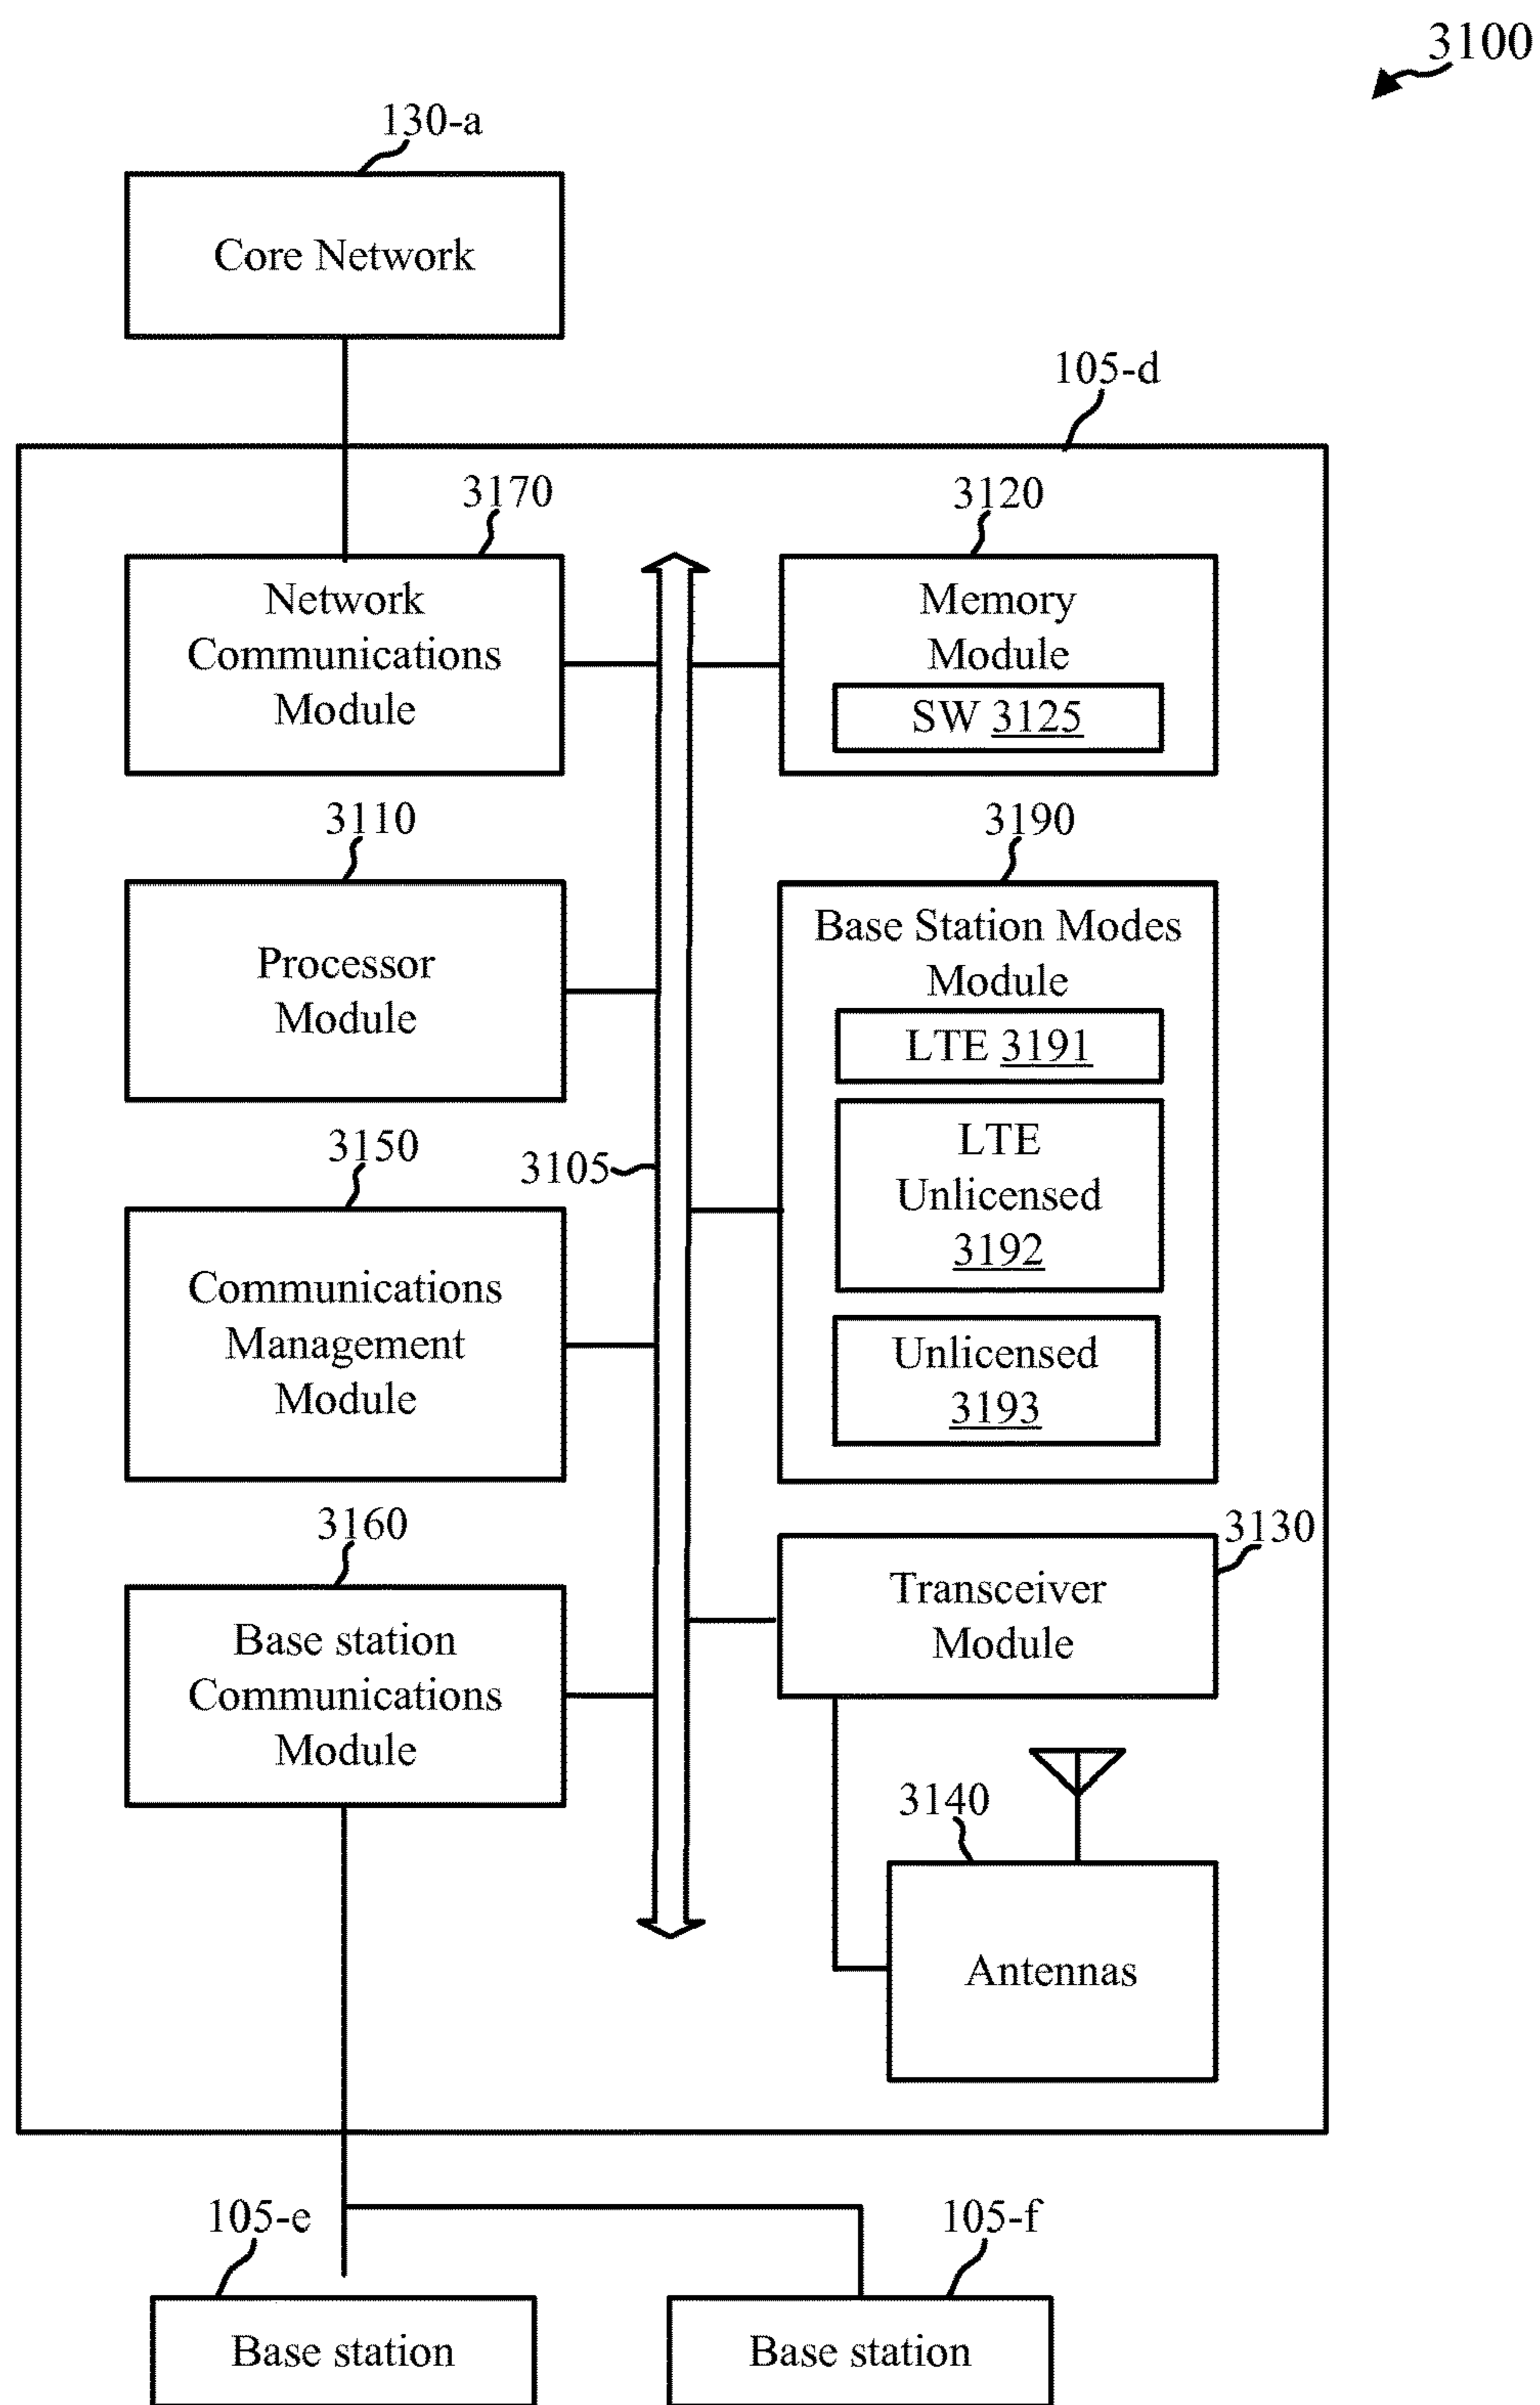 3100
130-a
Core Network
105-d
3170
Network
Communications
Module
3120
Memory
Module
SW 3125
3110
Processor
Module
3190
Base Station Modes
Module
LTE 3191
LTE
Unlicensed
3192
Unlicensed
3193
3105
3150
Communications
Management
Module
3160
Base station
Communications
Module
3130
Transceiver
Module
3140
Antennas
105-e
Base station
105-f
Base station